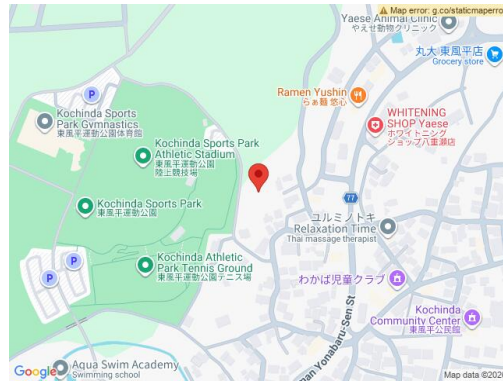 Map error: g.co/staticmaperro
Yaese Animal Clinic
やえせ動物クリニック
丸大 東風平店
Grocery store
Ramen Yushin
らぁ麺 悠心
P
Kochinda Sports
Park Gymnastics
東風平運動公園体育館
WHITENING
SHOP Yaese
ホワイトニング
ショップ八重瀬店
Kochinda Sports Park
Athletic Stadium
東風平運動公園
陸上競技場
77
Kochinda Sports Park
東風平運動公園
ユルミノトキ
Relaxation Time
Thai massage therapist
P
P
Kochinda Athletic
Park Tennis Ground
東風平運動公園テニス場
わかば児童クラブ
Kochinda
Community Center
東風平公民館
man Yonabaru-Sen St
Aqua Swim Academy
Swimming school
Google
Map data ©202